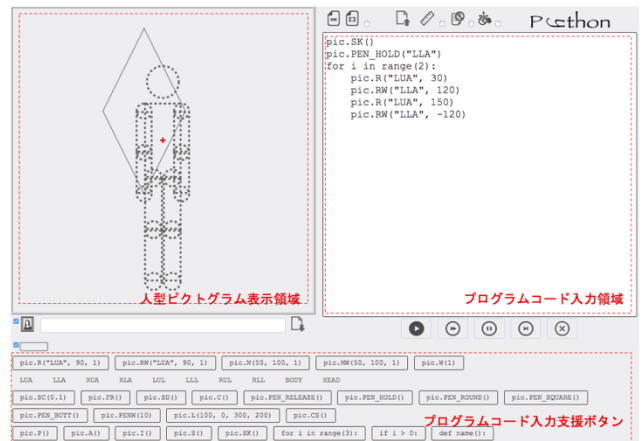 Picthon
pic.SK()
pic.PEN_HOLD("LLA")
for i in range(2):
    pic.R("LUA", 30)
    pic.RW("LLA", 120)
    pic.R("LUA", 150)
    pic.RW("LLA", -120)
人型ピクトグラム表示領域
プログラムコード入力領域
pic.R("LUA", 90, 1) pic.RW("LUA", 90, 1) pic.M(50, 100, 1) pic.MW(50, 100, 1) pic.W(1)
LUA LLA RUA RLA LUL LLL RUL RLL BODY HEAD
pic.SC(0.1) pic.FR() pic.SD() pic.C() pic.PEN_RELEASE() pic.PEN_HOLD() pic.PEN_ROUND() pic.PEN_SQUARE()
pic.PEN_BUTT() pic.PENW(10) pic.L(100, 0, 300, 200) pic.CS()
プログラムコード入力支援ボタン
pic.P() pic.A() pic.I() pic.S() pic.SK() for i in range(3): if i > 0: def name():